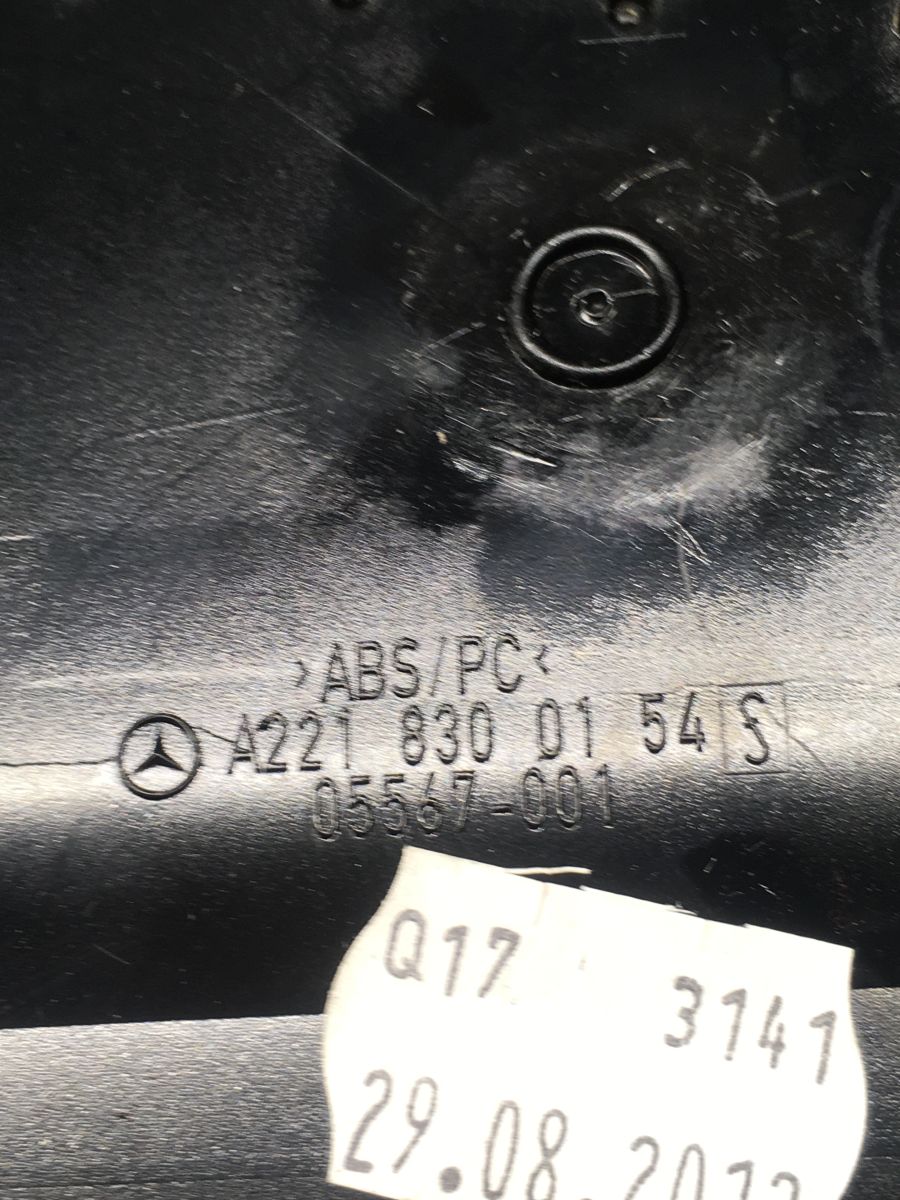 >ABS/PC<
A221 830 01 54 S
05567-001
Q17 3141
29.08.